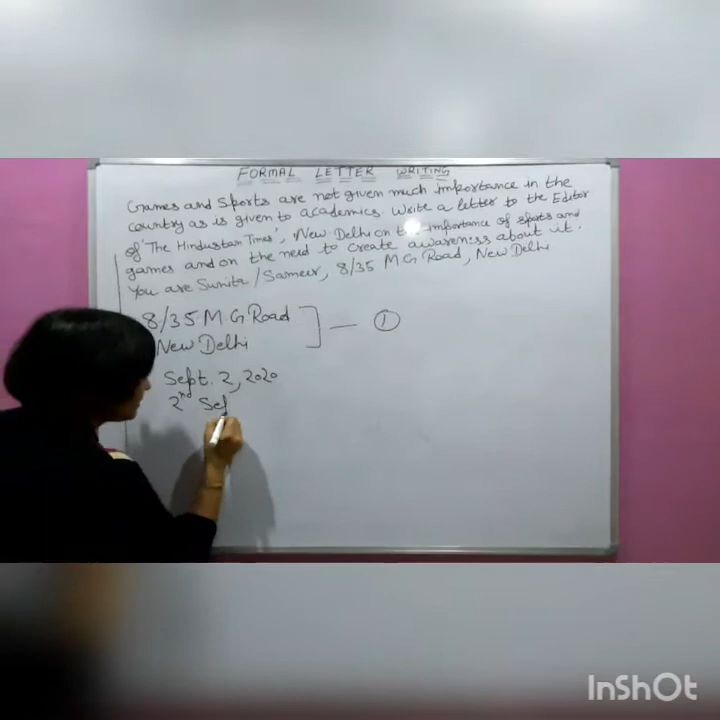 FORMAL LETTER WRITING
Games and Sports are not given much importance in the
country as is given to academics. Write a letter to the Editor
of 'The Hindustan Times', New Delhi on the importance of sports and
games and on the need to create awareness about it.
You are Sunita/Sameer, 8/35 M G Road, New Delhi
8/35 M G Road
New Delhi
1
Sept. 2, 2020
2nd Sep
InShOt